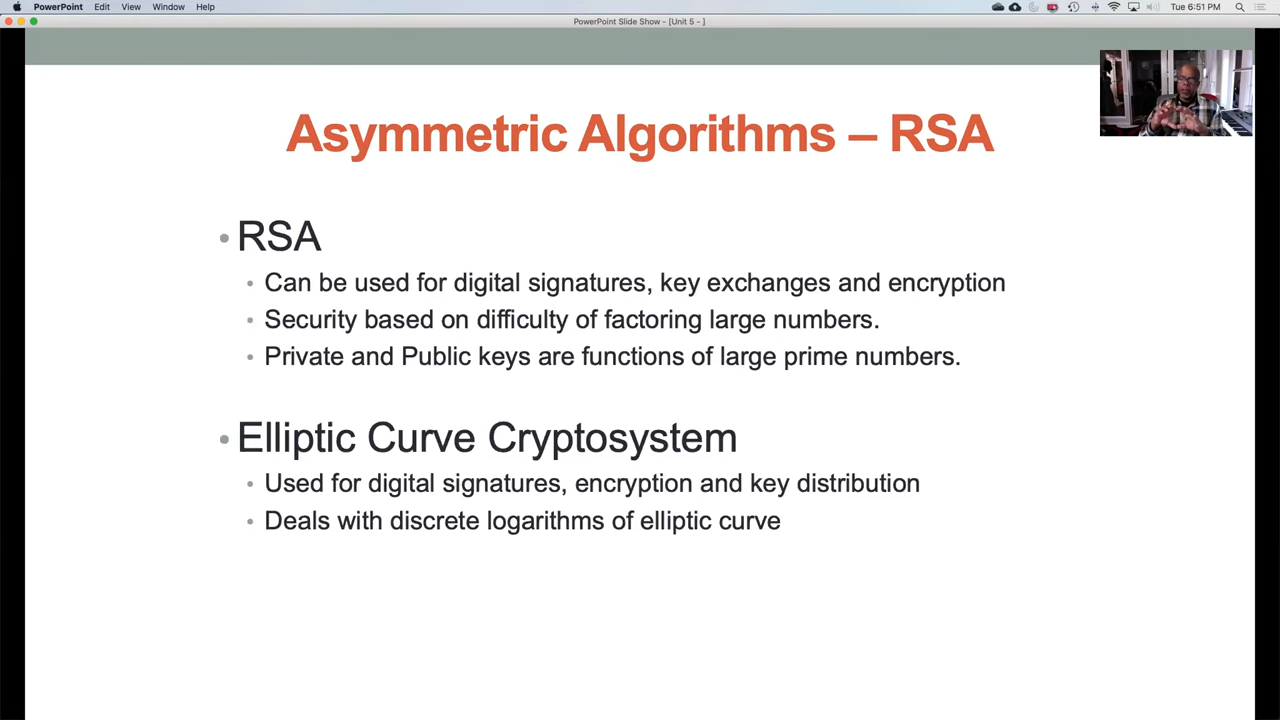 PowerPoint Edit View Window Help Tue 6:51 PM
PowerPoint Slide Show - [Unit 5 - ]
Asymmetric Algorithms – RSA
• RSA
• Can be used for digital signatures, key exchanges and encryption
• Security based on difficulty of factoring large numbers.
• Private and Public keys are functions of large prime numbers.
• Elliptic Curve Cryptosystem
• Used for digital signatures, encryption and key distribution
• Deals with discrete logarithms of elliptic curve